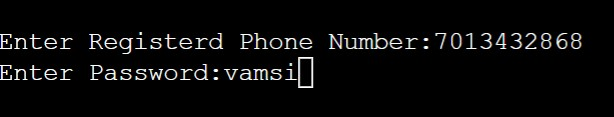 Enter Registerd Phone Number:7013432868
Enter Password:vamsi